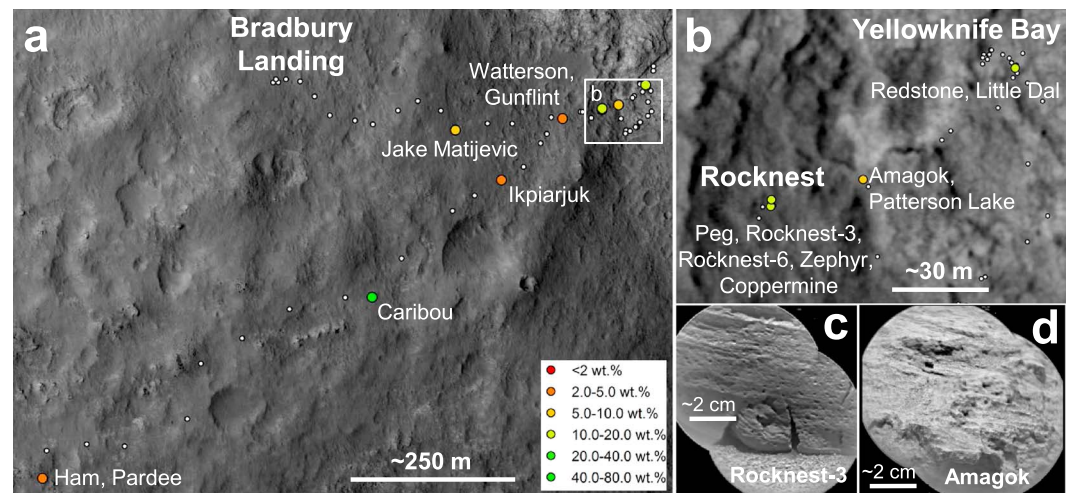 a
Bradbury
Landing
Watterson,
Gunflint
b
Jake Matijevic
Ikpiarjuk
Caribou
Ham, Pardee
~250 m
<2 wt.%
2.0-5.0 wt.%
5.0-10.0 wt.%
10.0-20.0 wt.%
20.0-40.0 wt.%
40.0-80.0 wt.%
b
Yellowknife Bay
Redstone, Little Dal
Rocknest
Amagok,
Patterson Lake
Peg, Rocknest-3,
Rocknest-6, Zephyr,
Coppermine
~30 m
c
~2 cm
Rocknest-3
d
~2 cm
Amagok